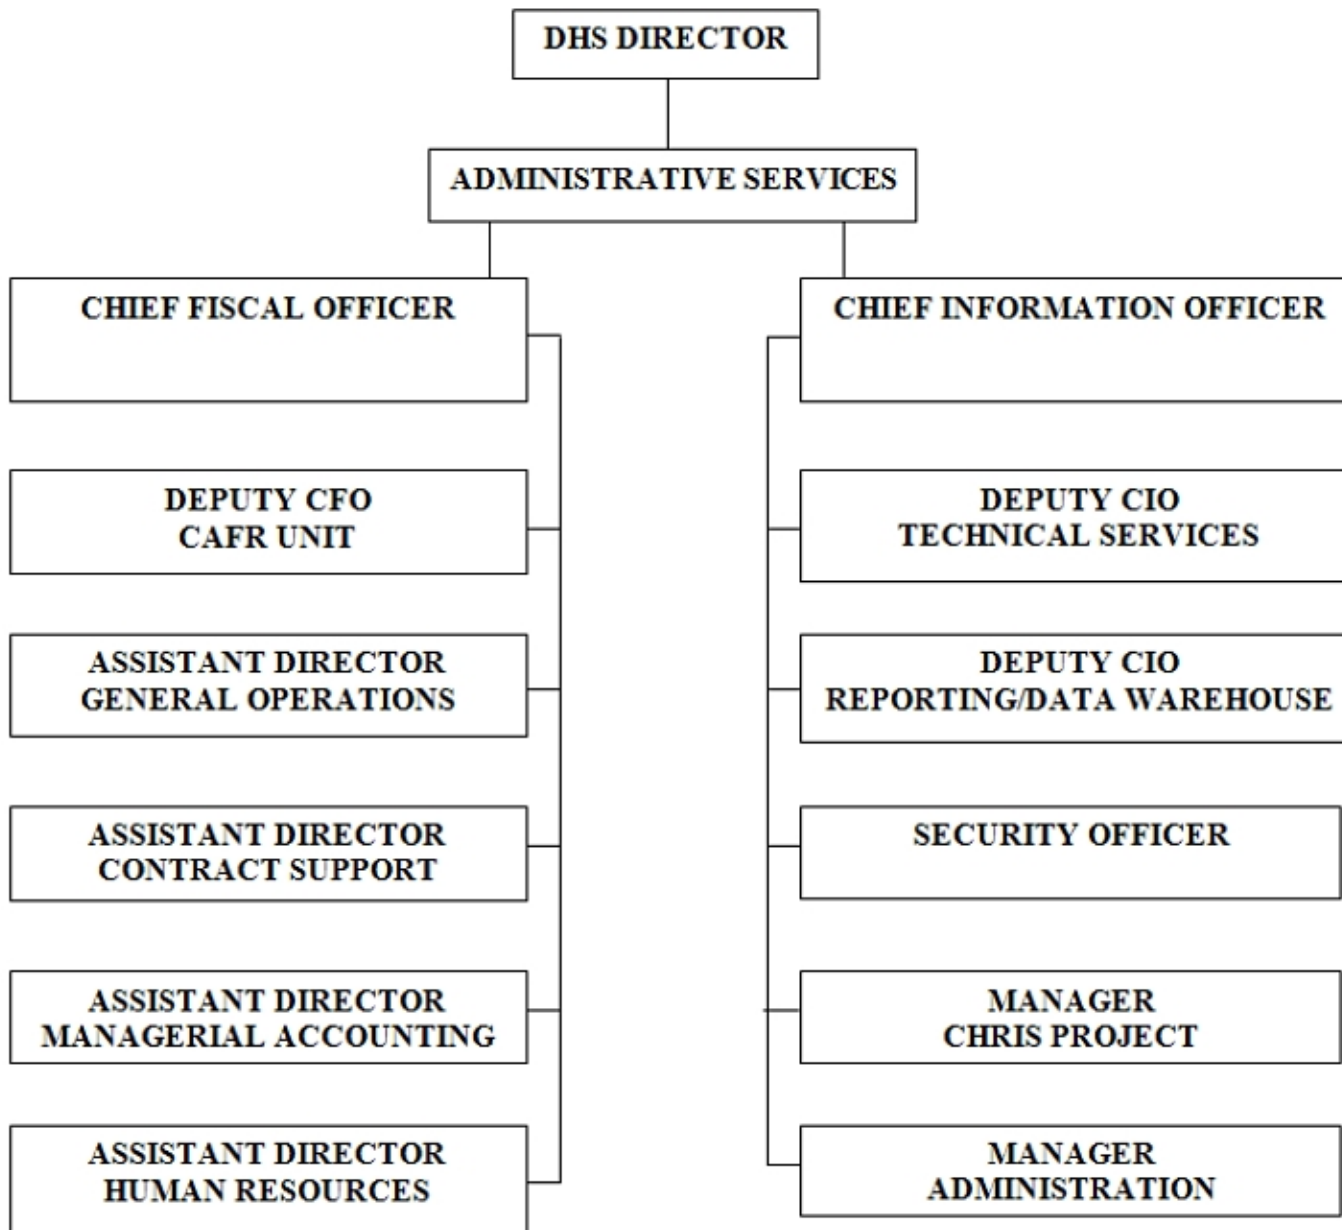 DHS DIRECTOR
ADMINISTRATIVE SERVICES
CHIEF FISCAL OFFICER
CHIEF INFORMATION OFFICER
DEPUTY CFO
CAFR UNIT
DEPUTY CIO
TECHNICAL SERVICES
ASSISTANT DIRECTOR
GENERAL OPERATIONS
DEPUTY CIO
REPORTING/DATA WAREHOUSE
ASSISTANT DIRECTOR
CONTRACT SUPPORT
SECURITY OFFICER
ASSISTANT DIRECTOR
MANAGERIAL ACCOUNTING
MANAGER
CHRIS PROJECT
ASSISTANT DIRECTOR
HUMAN RESOURCES
MANAGER
ADMINISTRATION